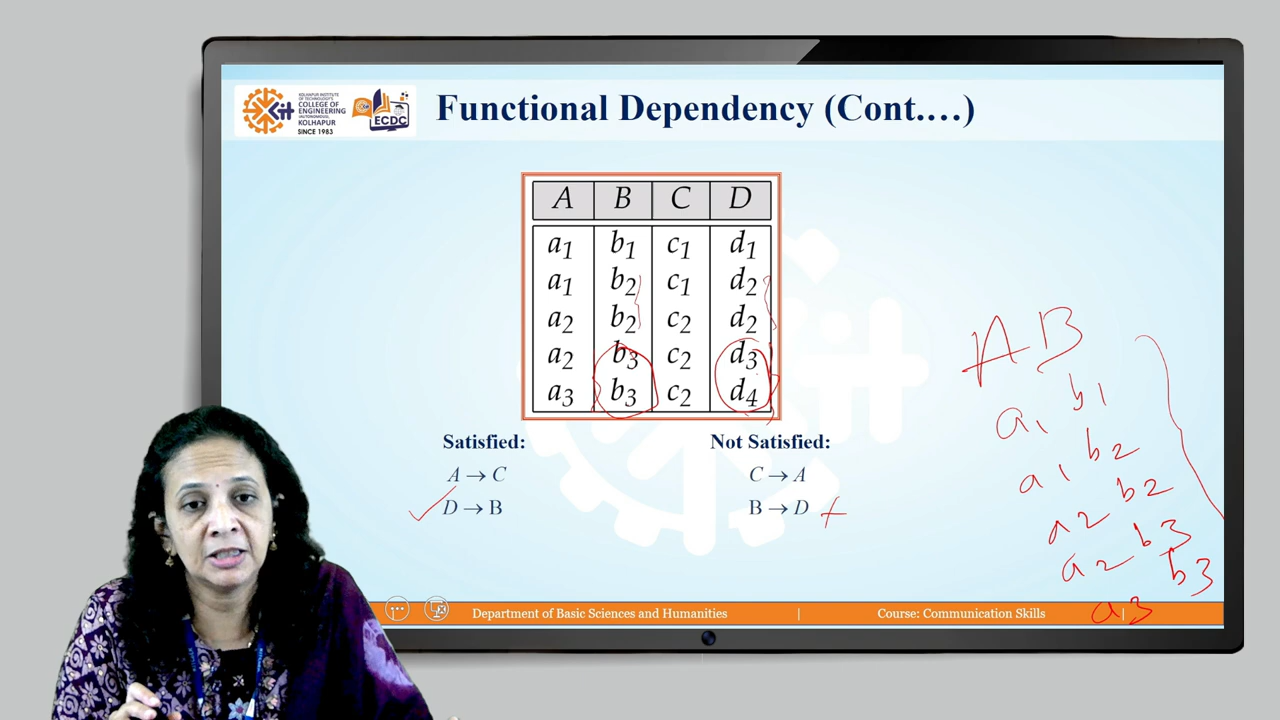 KOLHAPUR INSTITUTE
OF TECHNOLOGY'S
COLLEGE OF
ENGINEERING
(AUTONOMOUS),
KOLHAPUR
SINCE 1983
ECDC
Functional Dependency (Cont.…)
A B C D
a1 b1 c1 d1
a1 b2 c1 d2
a2 b2 c2 d2
a2 b3 c2 d3
a3 b3 c2 d4
Satisfied: Not Satisfied:
A → C C → A
D → B B → D
A B
a1 b1
a1 b2
a2 b2
a2 b3
a3 b3
Department of Basic Sciences and Humanities | Course: Communication Skills |